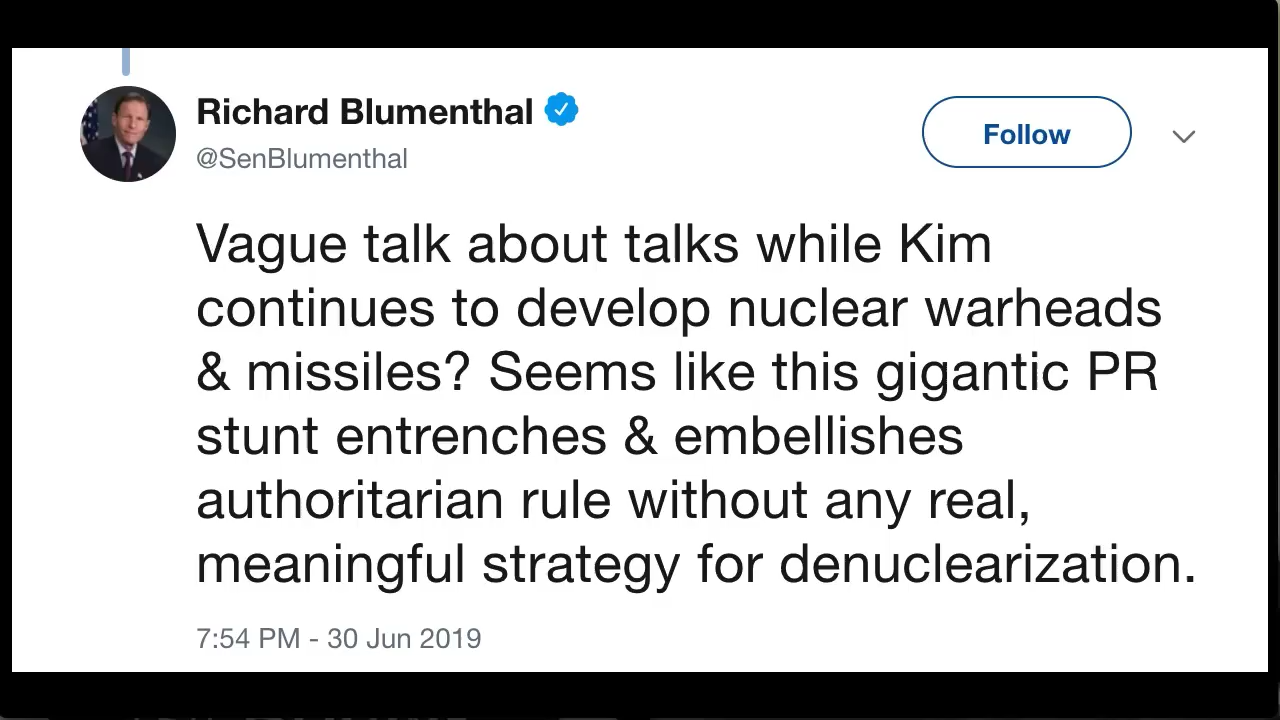 Richard Blumenthal
@SenBlumenthal
Follow
Vague talk about talks while Kim
continues to develop nuclear warheads
& missiles? Seems like this gigantic PR
stunt entrenches & embellishes
authoritarian rule without any real,
meaningful strategy for denuclearization.
7:54 PM - 30 Jun 2019